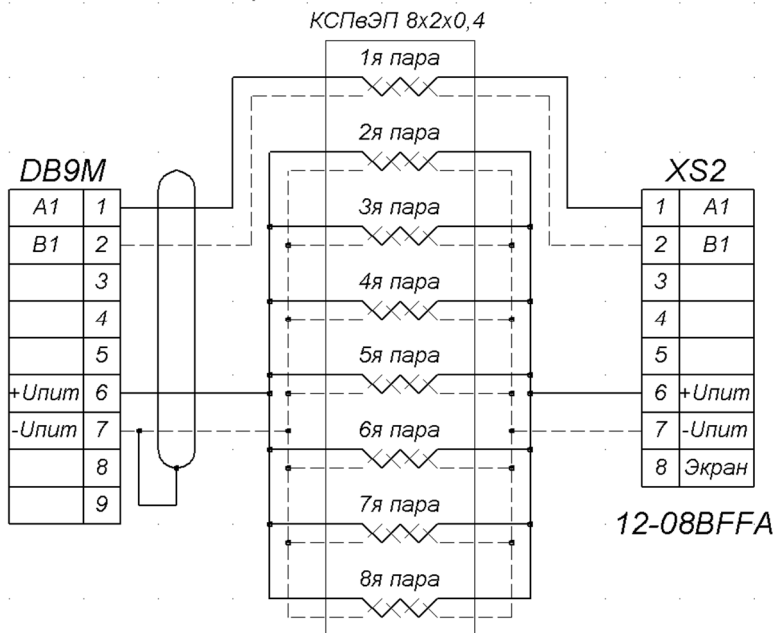 КСПвЭП 8х2х0,4
1я пара
2я пара
3я пара
4я пара
5я пара
6я пара
7я пара
8я пара
DB9M
A1 1
B1 2
3
4
5
+Uпит 6
-Uпит 7
8
9
XS2
1 A1
2 B1
3
4
5
6 +Uпит
7 -Uпит
8 Экран
12-08BFFA